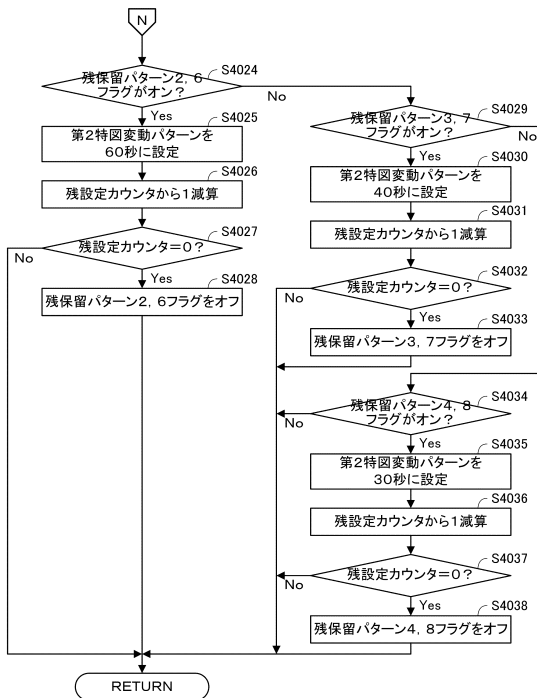 N
残保留パターン2, 6
フラグがオン？
S4024
No
Yes
S4025
第2特図変動パターンを
60秒に設定
S4026
残設定カウンタから1減算
S4027
残設定カウンタ=0？
No
Yes
S4028
残保留パターン2, 6フラグをオフ
S4029
残保留パターン3, 7
フラグがオン？
No
Yes
S4030
第2特図変動パターンを
40秒に設定
S4031
残設定カウンタから1減算
S4032
残設定カウンタ=0？
No
Yes
S4033
残保留パターン3, 7フラグをオフ
S4034
残保留パターン4, 8
フラグがオン？
No
Yes
S4035
第2特図変動パターンを
30秒に設定
S4036
残設定カウンタから1減算
S4037
残設定カウンタ=0？
No
Yes
S4038
残保留パターン4, 8フラグをオフ
RETURN